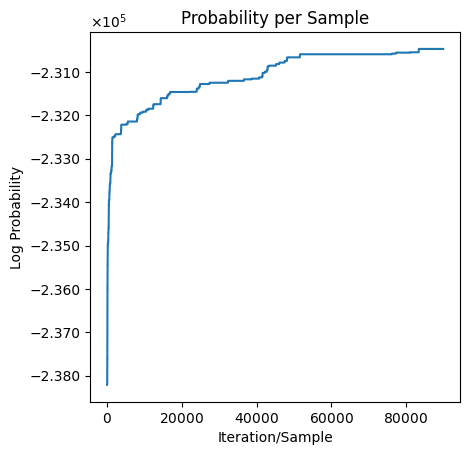 Probability per Sample
×10⁵
−2.310
−2.320
−2.330
−2.340
−2.350
−2.360
−2.370
−2.380
Log Probability
0 20000 40000 60000 80000
Iteration/Sample